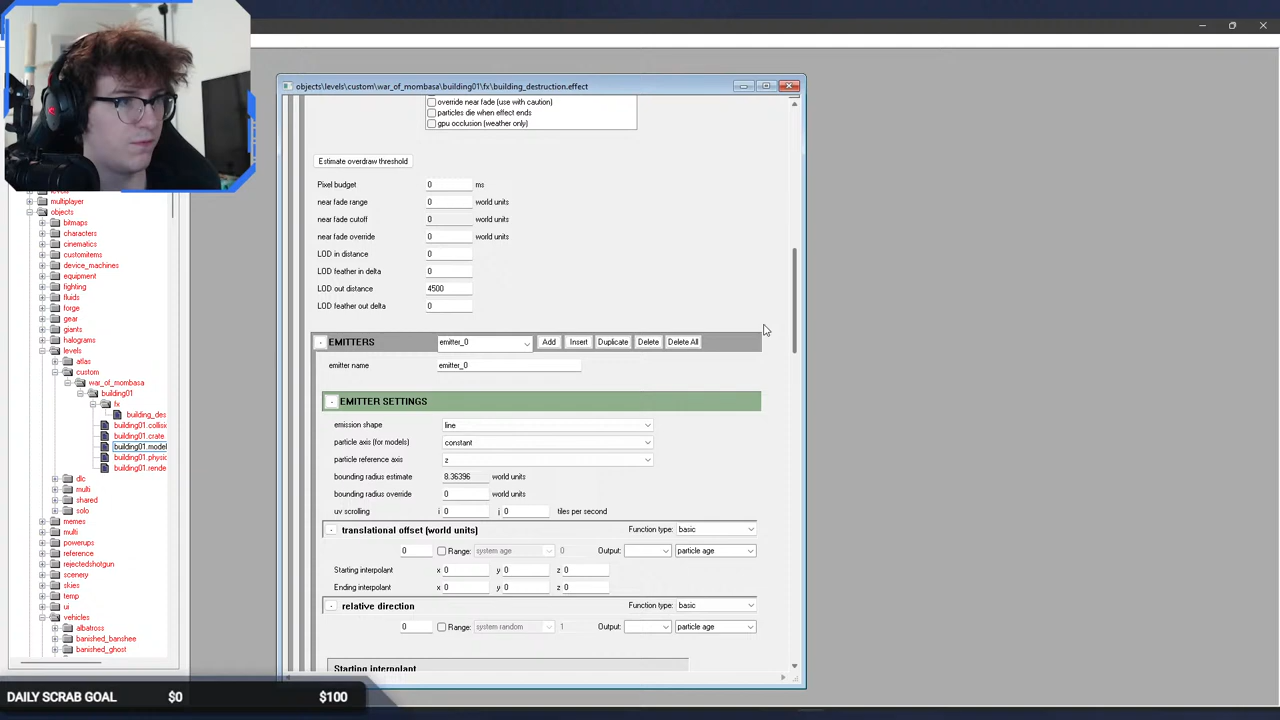 objects\levels\custom\war_of_mombasa\building01\fx\building_destruction.effect
override near fade (use with caution)
particles die when effect ends
gpu occlusion (weather only)
Estimate overdraw threshold
Pixel budget 0 ms
near fade range 0 world units
near fade cutoff 0 world units
near fade override 0 world units
LOD in distance 0
LOD feather in delta 0
LOD out distance 4500
LOD feather out delta 0
- EMITTERS emitter_0 Add Insert Duplicate Delete Delete All
emitter name emitter_0
- EMITTER SETTINGS
emission shape line
particle axis (for models) constant
particle reference axis z
bounding radius estimate 8.36396 world units
bounding radius override 0 world units
uv scrolling i 0 j 0 tiles per second
- translational offset (world units) Function type: basic
0 Range: system age 0 Output: particle age
Starting interpolant x 0 y 0 z 0
Ending interpolant x 0 y 0 z 0
- relative direction Function type: basic
0 Range: system random 1 Output: particle age
Starting interpolant
multiplayer
objects
bitmaps
characters
cinematics
customitems
device_machines
equipment
fighting
fluids
forge
gear
giants
halograms
levels
atlas
custom
war_of_mombasa
building01
fx
building_des
building01.collisi
building01.crate
building01.model
building01.physic
building01.rende
dlc
multi
shared
solo
memes
multi
powerups
reference
rejectedshotgun
scenery
skies
temp
ui
vehicles
albatross
banished_banshee
banished_ghost
DAILY SCRAB GOAL $0 $100